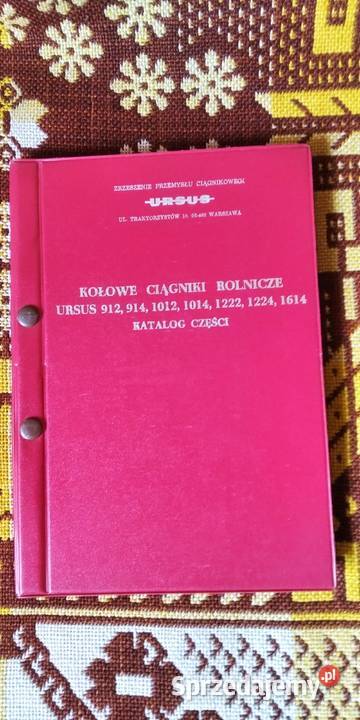 ZRZESZENIE PRZEMYSŁU CIĄGNIKOWEGO
URSUS
UL. TRAKTORZYSTÓW 10 02-495 WARSZAWA
KOŁOWE CIĄGNIKI ROLNICZE
URSUS 912, 914, 1012, 1014, 1222, 1224, 1614
KATALOG CZĘŚCI
Sprzedajemy.pl